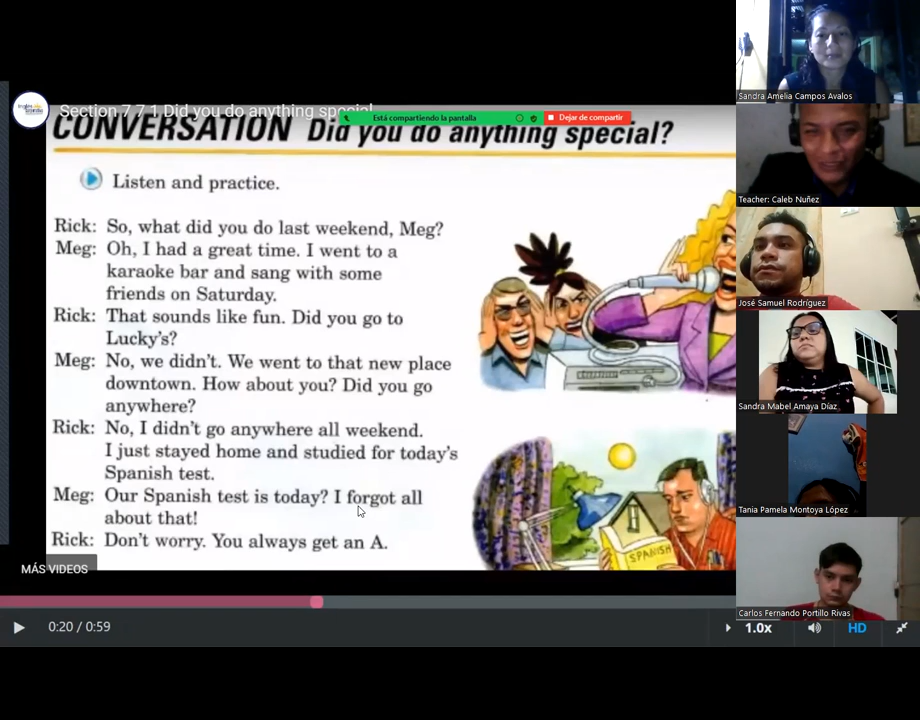 Section 7 7 1 Did you do anything special
Está compartiendo la pantalla
Dejar de compartir
CONVERSATION Did you do anything special?
Listen and practice.
Rick: So, what did you do last weekend, Meg?
Meg: Oh, I had a great time. I went to a
karaoke bar and sang with some
friends on Saturday.
Rick: That sounds like fun. Did you go to
Lucky's?
Meg: No, we didn't. We went to that new place
downtown. How about you? Did you go
anywhere?
Rick: No, I didn't go anywhere all weekend.
I just stayed home and studied for today's
Spanish test.
Meg: Our Spanish test is today? I forgot all
about that!
Rick: Don't worry. You always get an A.
SPANISH
MÁS VIDEOS
0:20 / 0:59
1.0x
HD
Sandra Amelia Campos Avalos
Teacher: Caleb Nuñez
José Samuel Rodríguez
Sandra Mabel Amaya Díaz
Tania Pamela Montoya López
Carlos Fernando Portillo Rivas